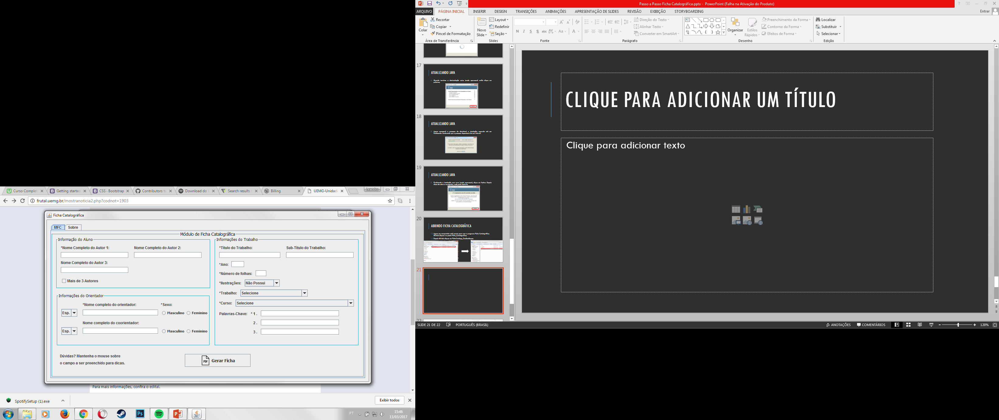 Curso Complet
Getting started
CSS - Bootstrap
Contributors to
Download do
Search results
Billing
UEMG-Unidade
Leandro
frutal.uemg.br/mostranoticia2.php?codnot=1903
Ficha Catalográfica
MFC
Sobre
Módulo de Ficha Catalográfica
Informação do Aluno
*Nome Completo do Autor 1:
Nome Completo do Autor 2:
Nome Completo do Autor 3:
Mais de 3 Autores
Informações do Orientador
*Nome completo do orientador:
*Sexo:
Esp.
Masculino
Feminino
Nome completo do coorientador:
Esp.
Masculino
Feminino
Informações do Trabalho
*Título do Trabalho:
Sub-Título do Trabalho:
*Ano:
*Número de folhas:
*Ilustrações:
Não Possui
*Trabalho:
Selecione
*Curso:
Selecione
Palavras-Chave:
* 1 .
2 .
3 .
Dúvidas? Mantenha o mouse sobre
o campo a ser preenchido para dicas.
PDF
Gerar Ficha
Para mais informações, confira o edital.
SpotifySetup (1).exe
Exibir todos
Ps
PT
15:46
13/03/2017
Passo a Passo Ficha Catalográfica.pptx - PowerPoint (Falha na Ativação do Produto)
ARQUIVO
PÁGINA INICIAL
INSERIR
DESIGN
TRANSIÇÕES
ANIMAÇÕES
APRESENTAÇÃO DE SLIDES
REVISÃO
EXIBIÇÃO
STORYBOARDING
Entrar
Colar
Recortar
Copiar
Pincel de Formatação
Área de Transferência
Novo
Slide
Layout
Redefinir
Seção
Slides
N I S S abc AV Aa A
Fonte
Direção do Texto
Alinhar Texto
Converter em SmartArt
Parágrafo
Organizar
Estilos
Rápidos
Preenchimento da Forma
Contorno da Forma
Efeitos de Forma
Desenho
Localizar
Substituir
Selecionar
Edição
17
ATUALIZANDO JAVA
18
ATUALIZANDO JAVA
19
ATUALIZANDO JAVA
20
ABRINDO FICHA CATALOGRÁFICA
21
22
CLIQUE PARA ADICIONAR UM TÍTULO
Clique para adicionar texto
SLIDE 21 DE 22
PORTUGUÊS (BRASIL)
ANOTAÇÕES
COMENTÁRIOS
120%